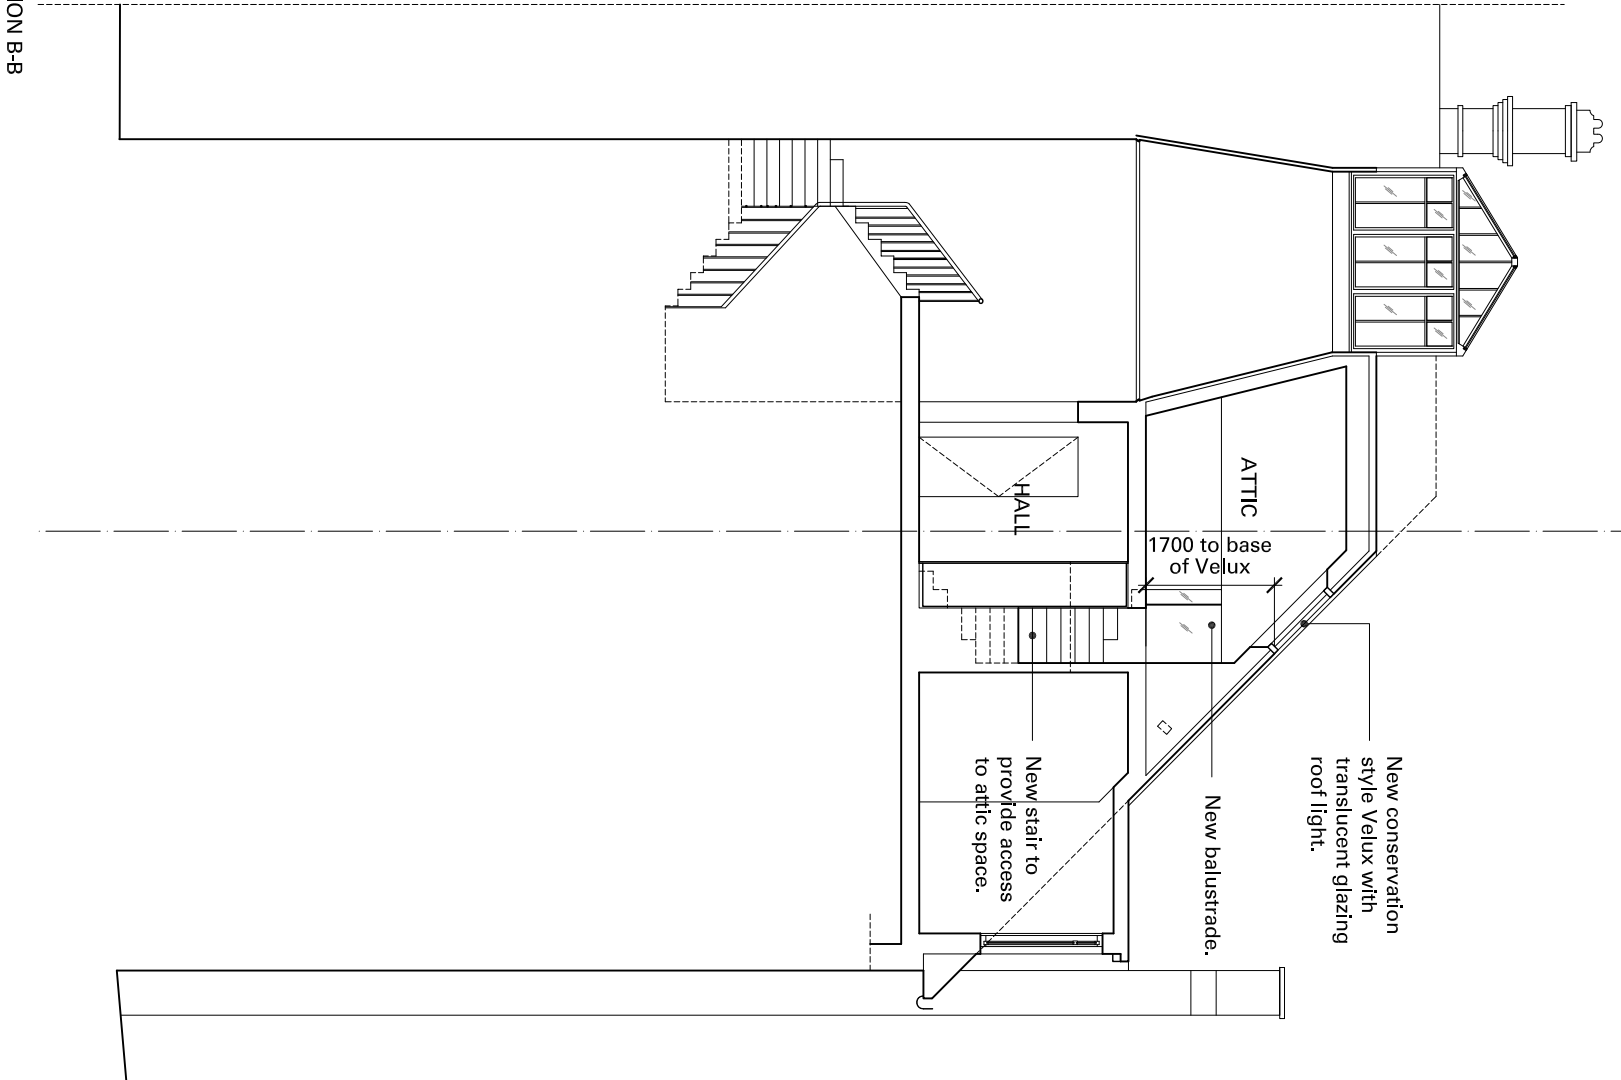 ION B-B
ATTIC
HALL
1700 to base
of Velux
New conservation
style Velux with
translucent glazing
roof light.
New balustrade.
New stair to
provide access
to attic space.